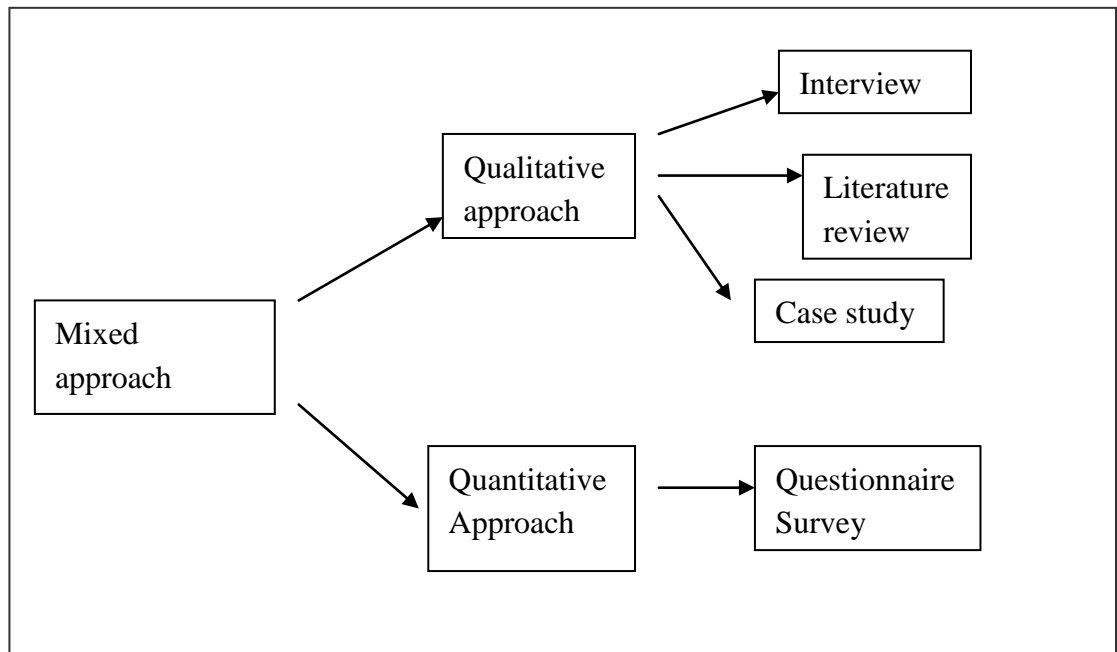 Interview
Qualitative
approach
Literature
review
Case study
Mixed
approach
Quantitative
Approach
Questionnaire
Survey